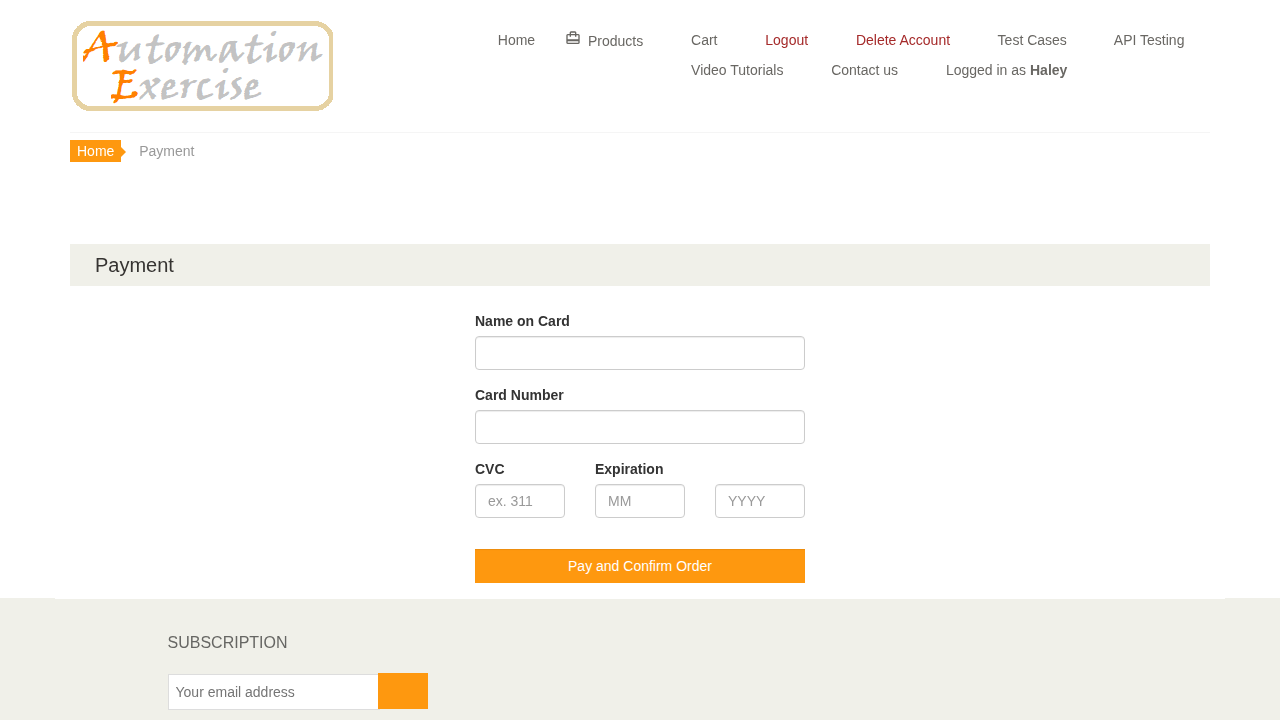 Automation
Exercise
Home
Products
Cart
Logout
Delete Account
Test Cases
API Testing
Video Tutorials
Contact us
Logged in as Haley
Home
Payment
Payment
Name on Card
Card Number
CVC
Expiration
ex. 311
MM
YYYY
Pay and Confirm Order
SUBSCRIPTION
Your email address